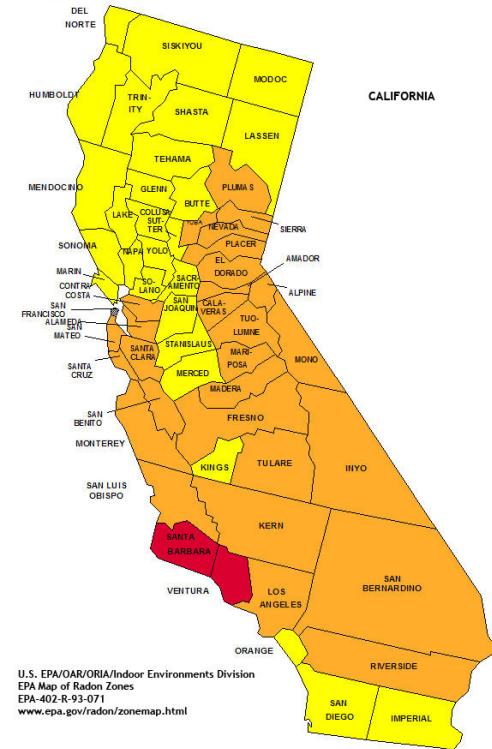 DEL
NORTE
SISKIYOU
MODOC
CALIFORNIA
HUMBOLDT
TRIN-
ITY
SHASTA
LASSEN
TEHAMA
PLUMAS
MENDOCINO
GLENN
BUTTE
LAKE
COLUSA
SUT-
TER
YUBA
NEVADA
SIERRA
PLACER
SONOMA
NAPA
YOLO
EL
DORADO
AMADOR
MARIN
SO-
LANO
SACR-
AMENTO
ALPINE
CONTRA
COSTA
SAN
JOAQUIN
CALA-
VERAS
SAN
FRANCISCO
ALAMEDA
TUO-
LUMNE
SAN
MATEO
SANTA
CLARA
STANISLAUS
MONO
MARI-
POSA
SANTA
CRUZ
MERCED
MADERA
SAN
BENITO
FRESNO
MONTEREY
KINGS
TULARE
INYO
SAN LUIS
OBISPO
KERN
SANTA
BARBARA
SAN
BERNARDINO
VENTURA
LOS
ANGELES
ORANGE
RIVERSIDE
U.S. EPA/OAR/ORIA/Indoor Environments Division
EPA Map of Radon Zones
EPA-402-R-93-071
www.epa.gov/radon/zonemap.html
SAN
DIEGO
IMPERIAL